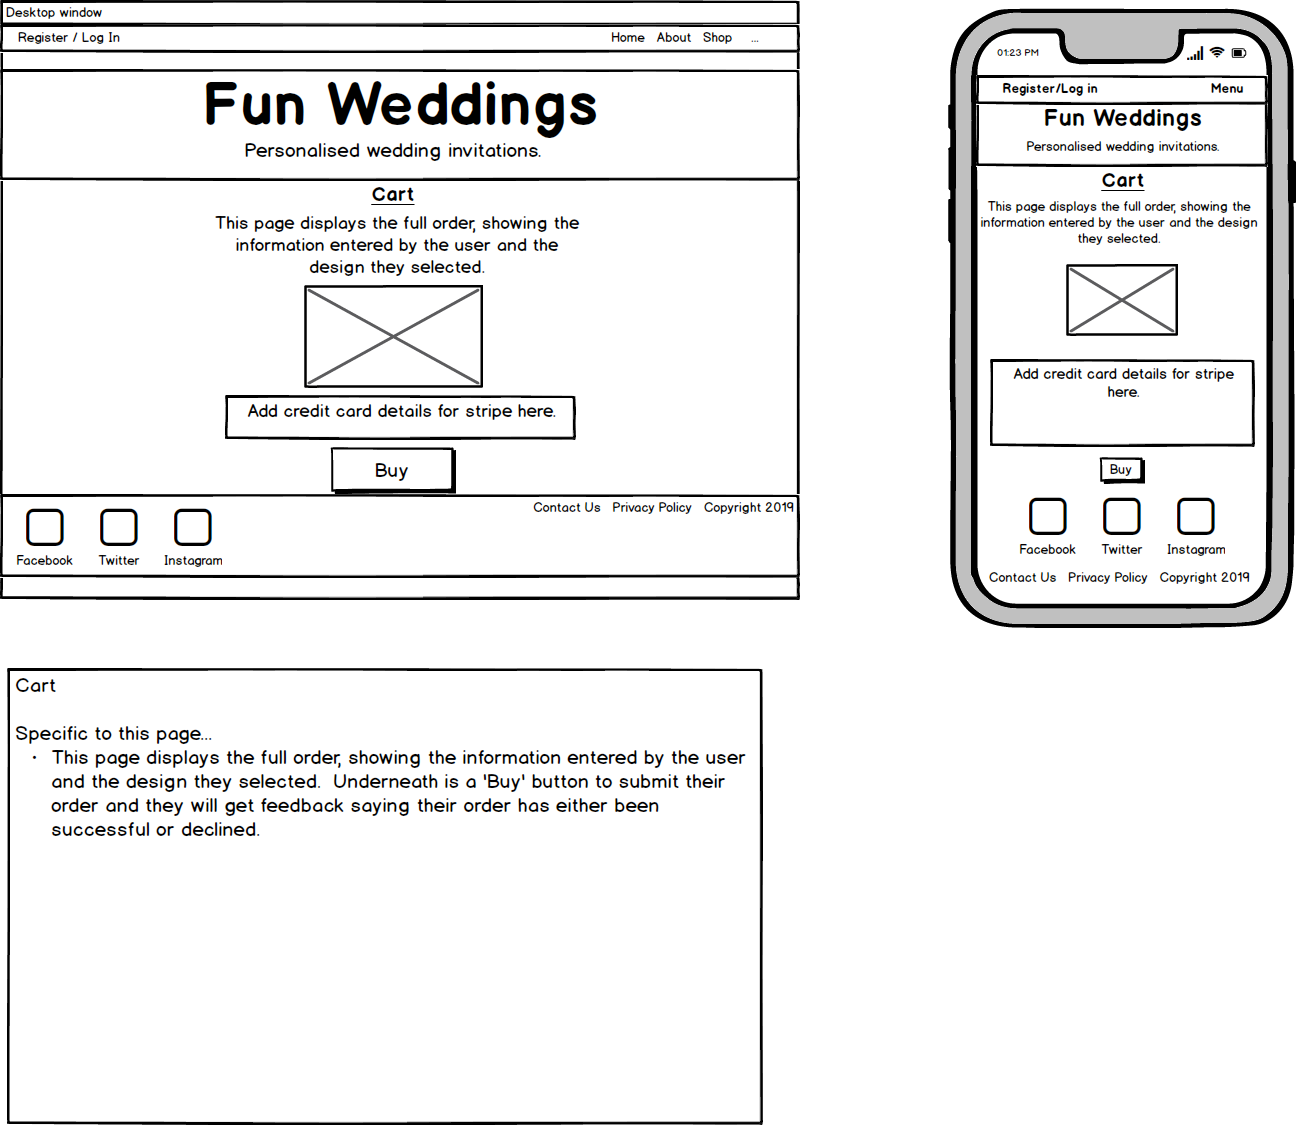 Desktop window
Register / Log In
Home About Shop ...
Fun Weddings
Personalised wedding invitations.
Cart
This page displays the full order, showing the
information entered by the user and the
design they selected.
Add credit card details for stripe here.
Buy
Facebook Twitter Instagram
Contact Us Privacy Policy Copyright 2019
01:23 PM
Register/Log in
Menu
Fun Weddings
Personalised wedding invitations.
Cart
This page displays the full order, showing the
information entered by the user and the design
they selected.
Add credit card details for stripe
here.
Buy
Facebook Twitter Instagram
Contact Us Privacy Policy Copyright 2019
Cart
Specific to this page...
• This page displays the full order, showing the information entered by the user
and the design they selected. Underneath is a 'Buy' button to submit their
order and they will get feedback saying their order has either been
successful or declined.